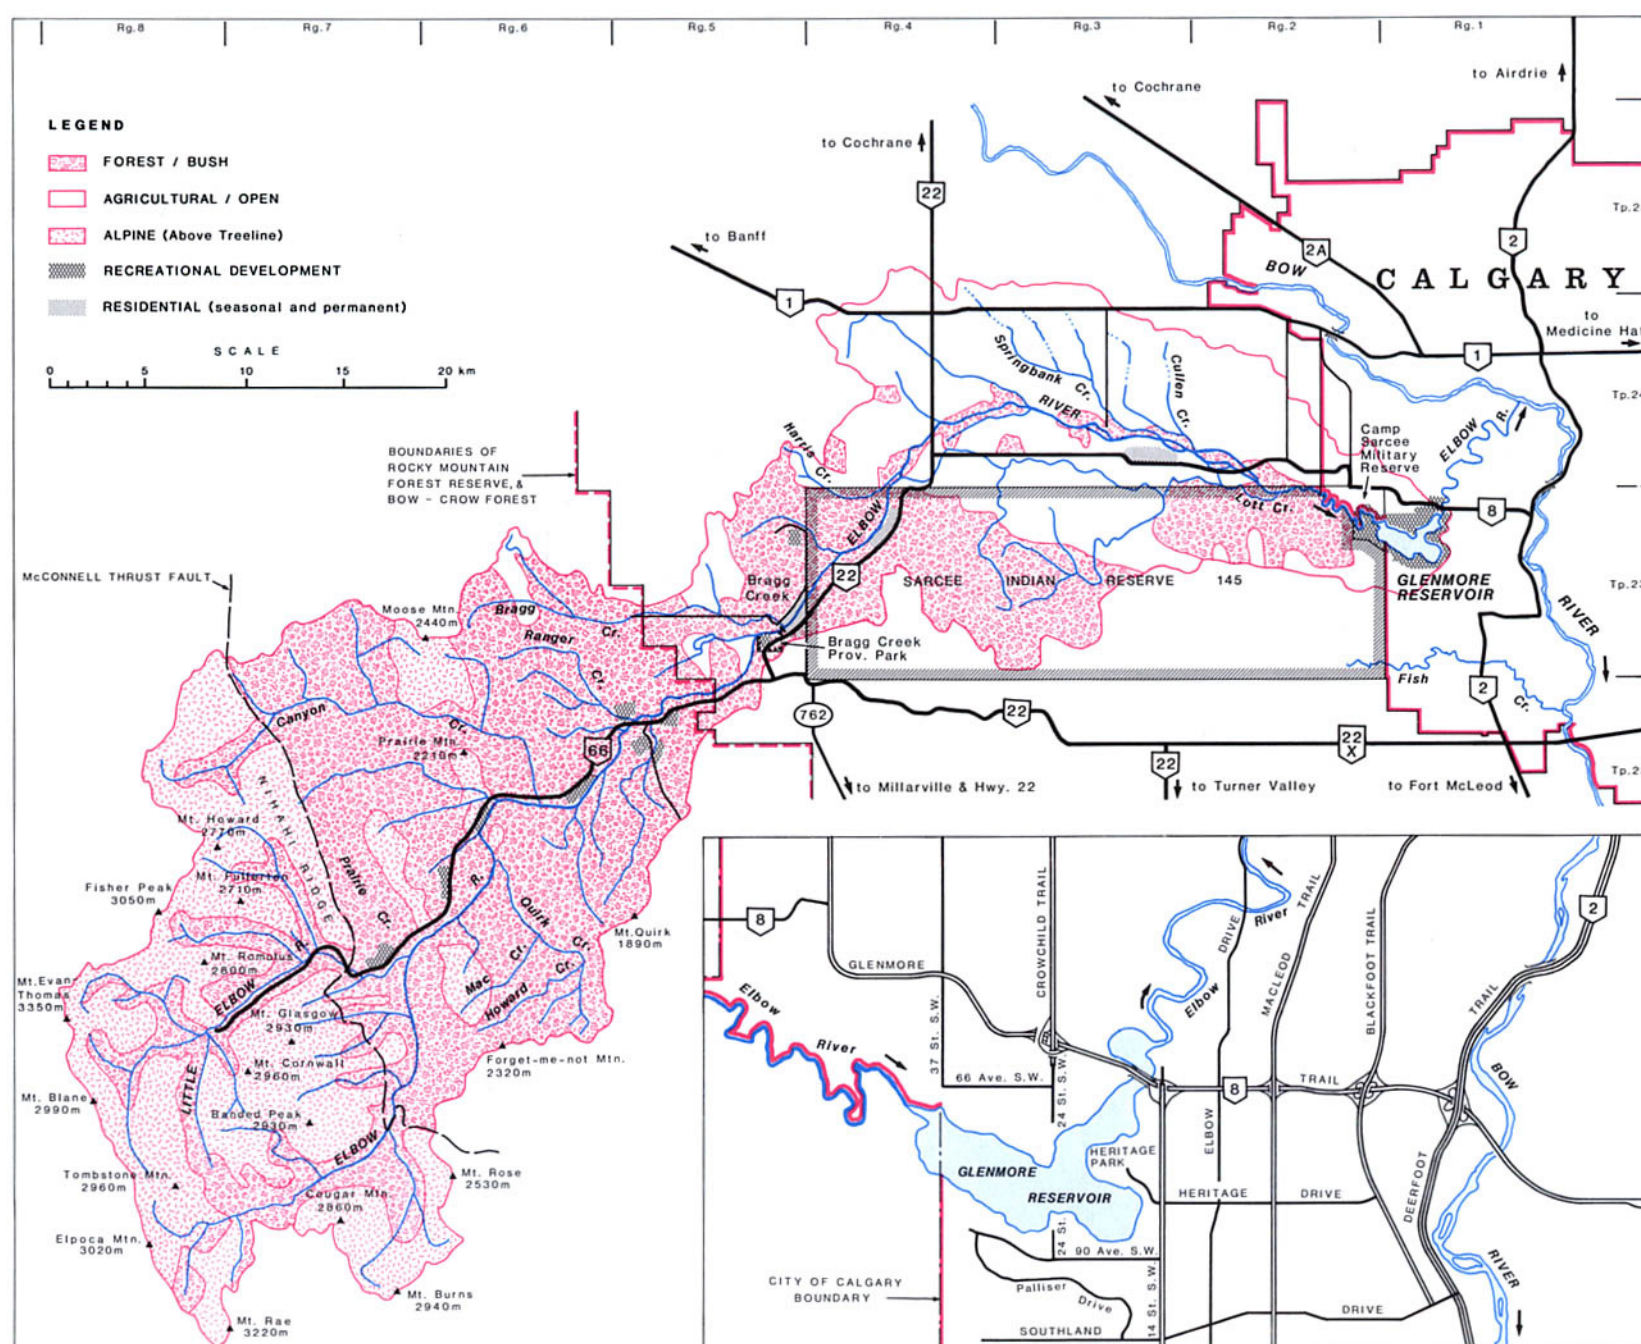 Rg.8 Rg.7 Rg.6 Rg.5 Rg.4 Rg.3 Rg.2 Rg.1
to Airdrie
to Cochrane
to Cochrane
LEGEND
FOREST / BUSH
AGRICULTURAL / OPEN
ALPINE (Above Treeline)
RECREATIONAL DEVELOPMENT
RESIDENTIAL (seasonal and permanent)
SCALE
0 5 10 15 20 km
22
to Banff
1
2A
2
BOW
CALGARY
to
Medicine Hat
1
Tp.2
Tp.24
Tp.23
Tp.2
Springbank Cr.
Cullen Cr.
RIVER
Harris Cr.
ELBOW R.
Camp
Sarcee
Military
Reserve
BOUNDARIES OF
ROCKY MOUNTAIN
FOREST RESERVE, &
BOW - CROW FOREST
ELBOW
Lott Cr.
8
McCONNELL THRUST FAULT
22
Bragg
Creek
SARCEE INDIAN RESERVE 145
GLENMORE
RESERVOIR
RIVER
Moose Mtn.
2440m
Bragg Cr.
Ranger Cr.
Bragg Creek
Prov. Park
Fish Cr.
2
762
22
22
X
22
Canyon Cr.
Prairie Mtn.
2210m
66
to Millarville & Hwy. 22
to Turner Valley
to Fort McLeod
NIHAHI RIDGE
Mt. Howard
2770m
Mt. Fullerton
2710m
Prairie Cr.
Fisher Peak
3050m
R.
Quirk Cr.
Mt.Quirk
1890m
Mt. Romulus
2800m
ELBOW R.
Mac Cr.
Howard Cr.
Mt.Evan
Thomas
3350m
Mt. Glasgow
2930m
Forget-me-not Mtn.
2320m
Mt. Cornwall
2960m
Mt. Blane
2990m
LITTLE
Banded Peak
2930m
ELBOW
Tombstone Mtn.
2960m
Mt. Rose
2530m
Cougar Mtn.
2860m
Elpoca Mtn.
3020m
Mt. Burns
2940m
Mt. Rae
3220m
8
GLENMORE
CROWCHILD TRAIL
DRIVE
River
MACLEOD TRAIL
BLACKFOOT TRAIL
2
TRAIL
Elbow
River
37 St. S.W.
Elbow
66 Ave. S.W.
24 St. S.W.
8
TRAIL
BOW
ELBOW
HERITAGE
PARK
GLENMORE
RESERVOIR
HERITAGE DRIVE
DEERFOOT
24 St.
90 Ave. S.W.
RIVER
CITY OF CALGARY
BOUNDARY
Palliser
Drive
14 St. S.W.
DRIVE
SOUTHLAND